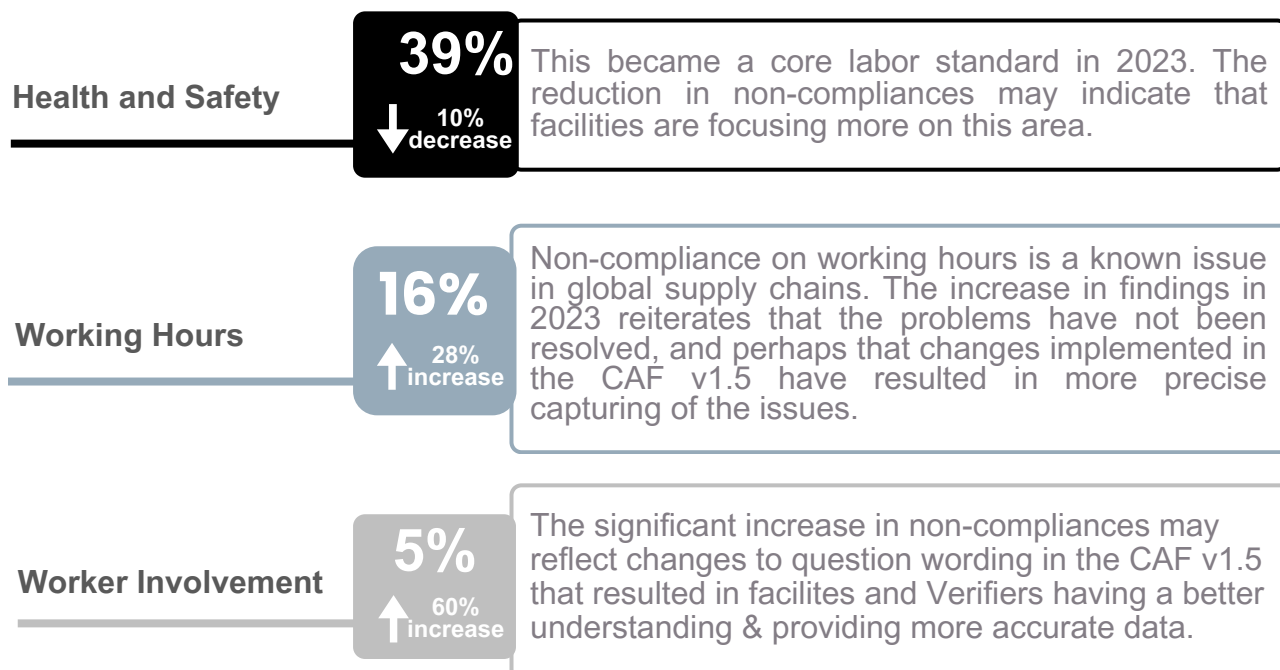 Health and Safety
39%
10%
decrease
This became a core labor standard in 2023. The
reduction in non-compliances may indicate that
facilities are focusing more on this area.
Working Hours
16%
28%
increase
Non-compliance on working hours is a known issue
in global supply chains. The increase in findings in
2023 reiterates that the problems have not been
resolved, and perhaps that changes implemented in
the CAF v1.5 have resulted in more precise
capturing of the issues.
Worker Involvement
5%
60%
increase
The significant increase in non-compliances may
reflect changes to question wording in the CAF v1.5
that resulted in facilites and Verifiers having a better
understanding & providing more accurate data.